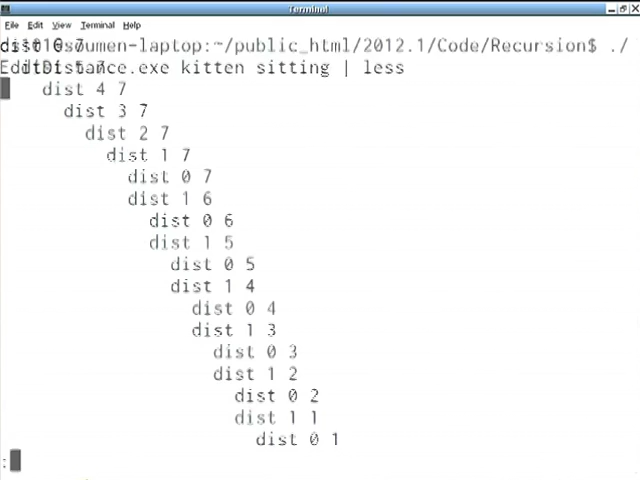 Terminal
File Edit View Terminal Help
soumen-laptop:~/public_html/2012.1/Code/Recursion$ ./
EditDistance.exe kitten sitting | less
dist 4 7
dist 3 7
dist 2 7
dist 1 7
dist 0 7
dist 1 6
dist 0 6
dist 1 5
dist 0 5
dist 1 4
dist 0 4
dist 1 3
dist 0 3
dist 1 2
dist 0 2
dist 1 1
dist 0 1
: